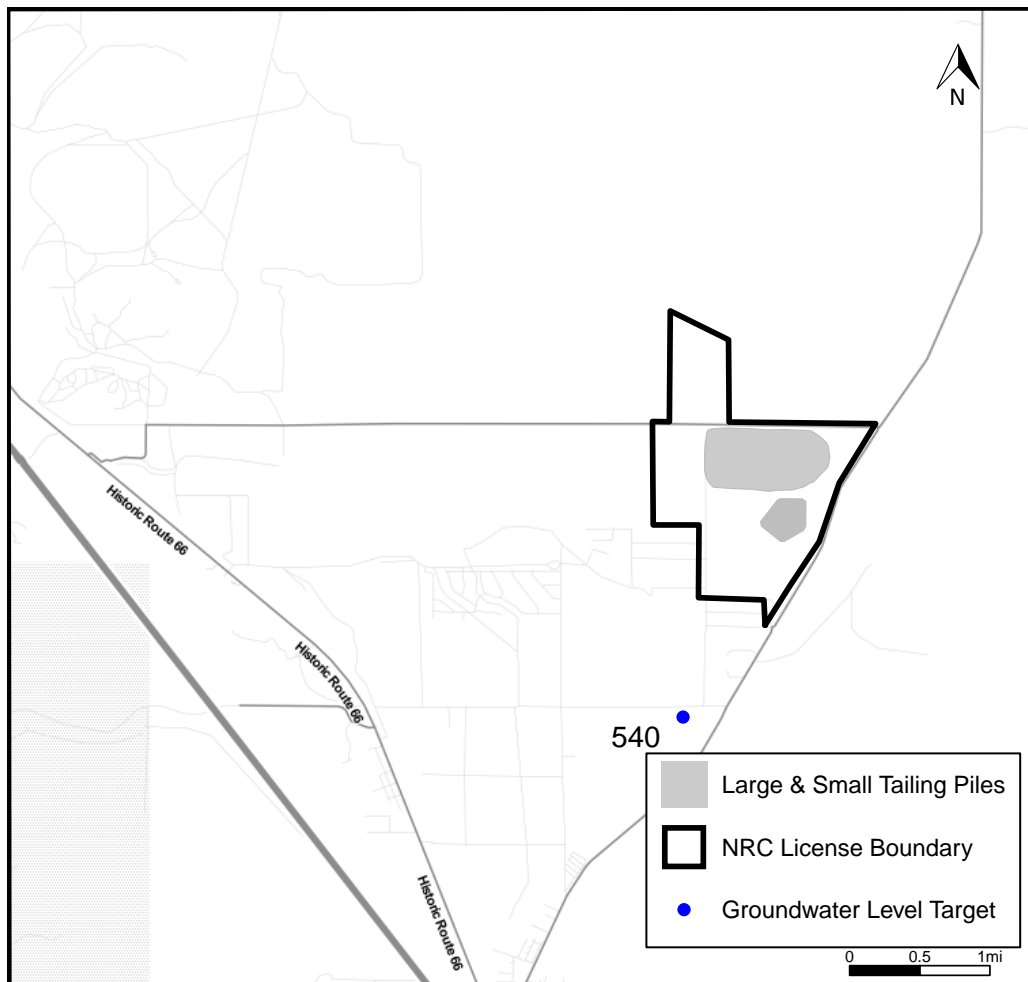 N
Historic Route 66
Historic Route 66
540
Large & Small Tailing Piles
NRC License Boundary
Historic Route 66
Groundwater Level Target
0 0.5 1mi